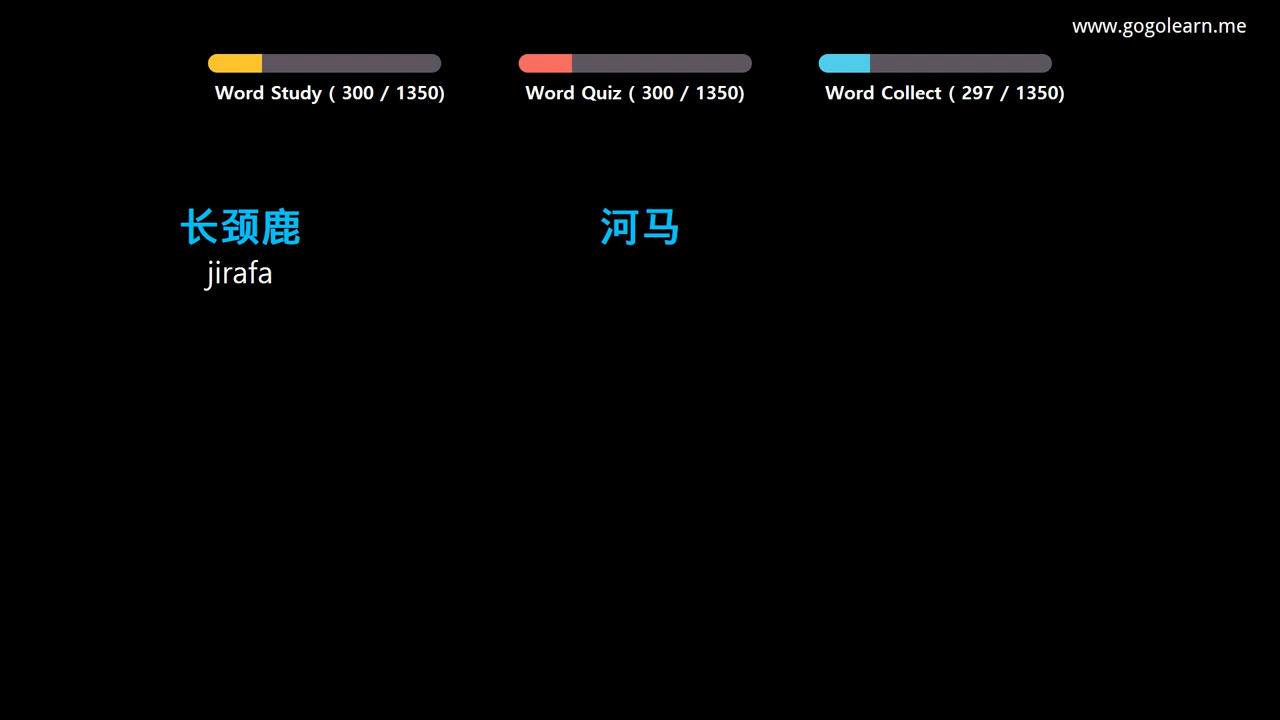 www.gogolearn.me
Word Study ( 300 / 1350)
Word Quiz ( 300 / 1350)
Word Collect ( 297 / 1350)
长颈鹿
jirafa
河马